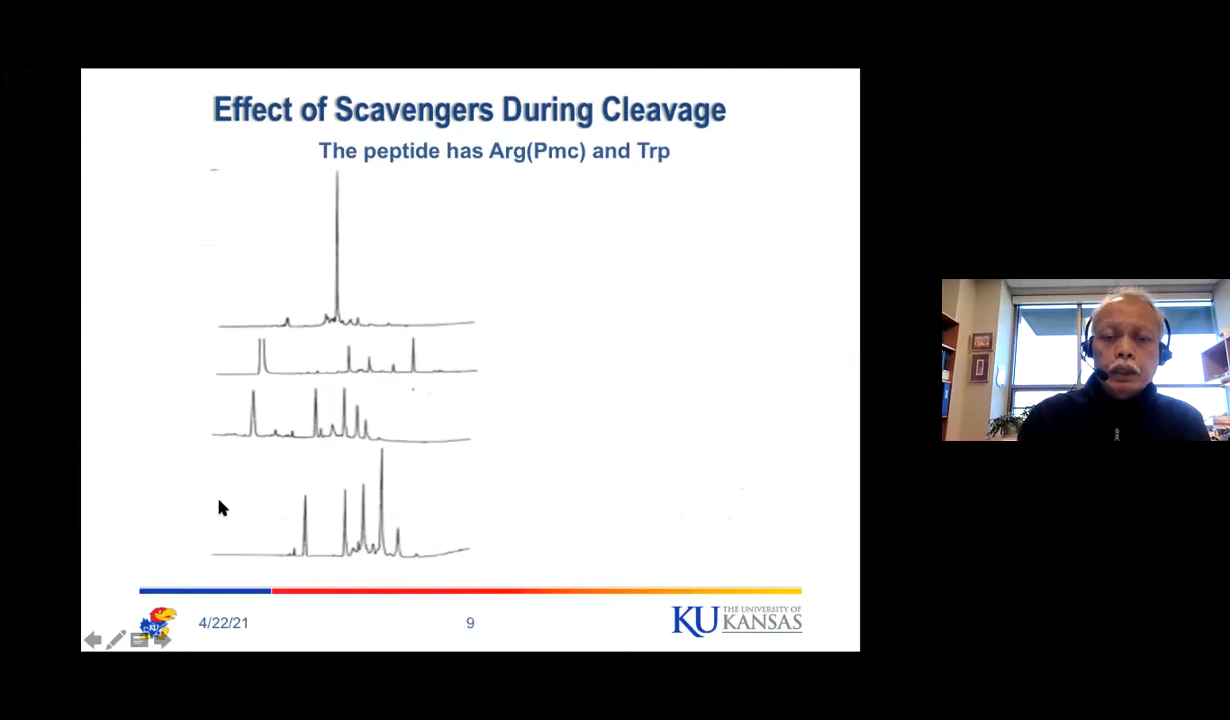 Effect of Scavengers During Cleavage
The peptide has Arg(Pmc) and Trp
4/22/21
9
KU
THE UNIVERSITY OF
KANSAS
KU